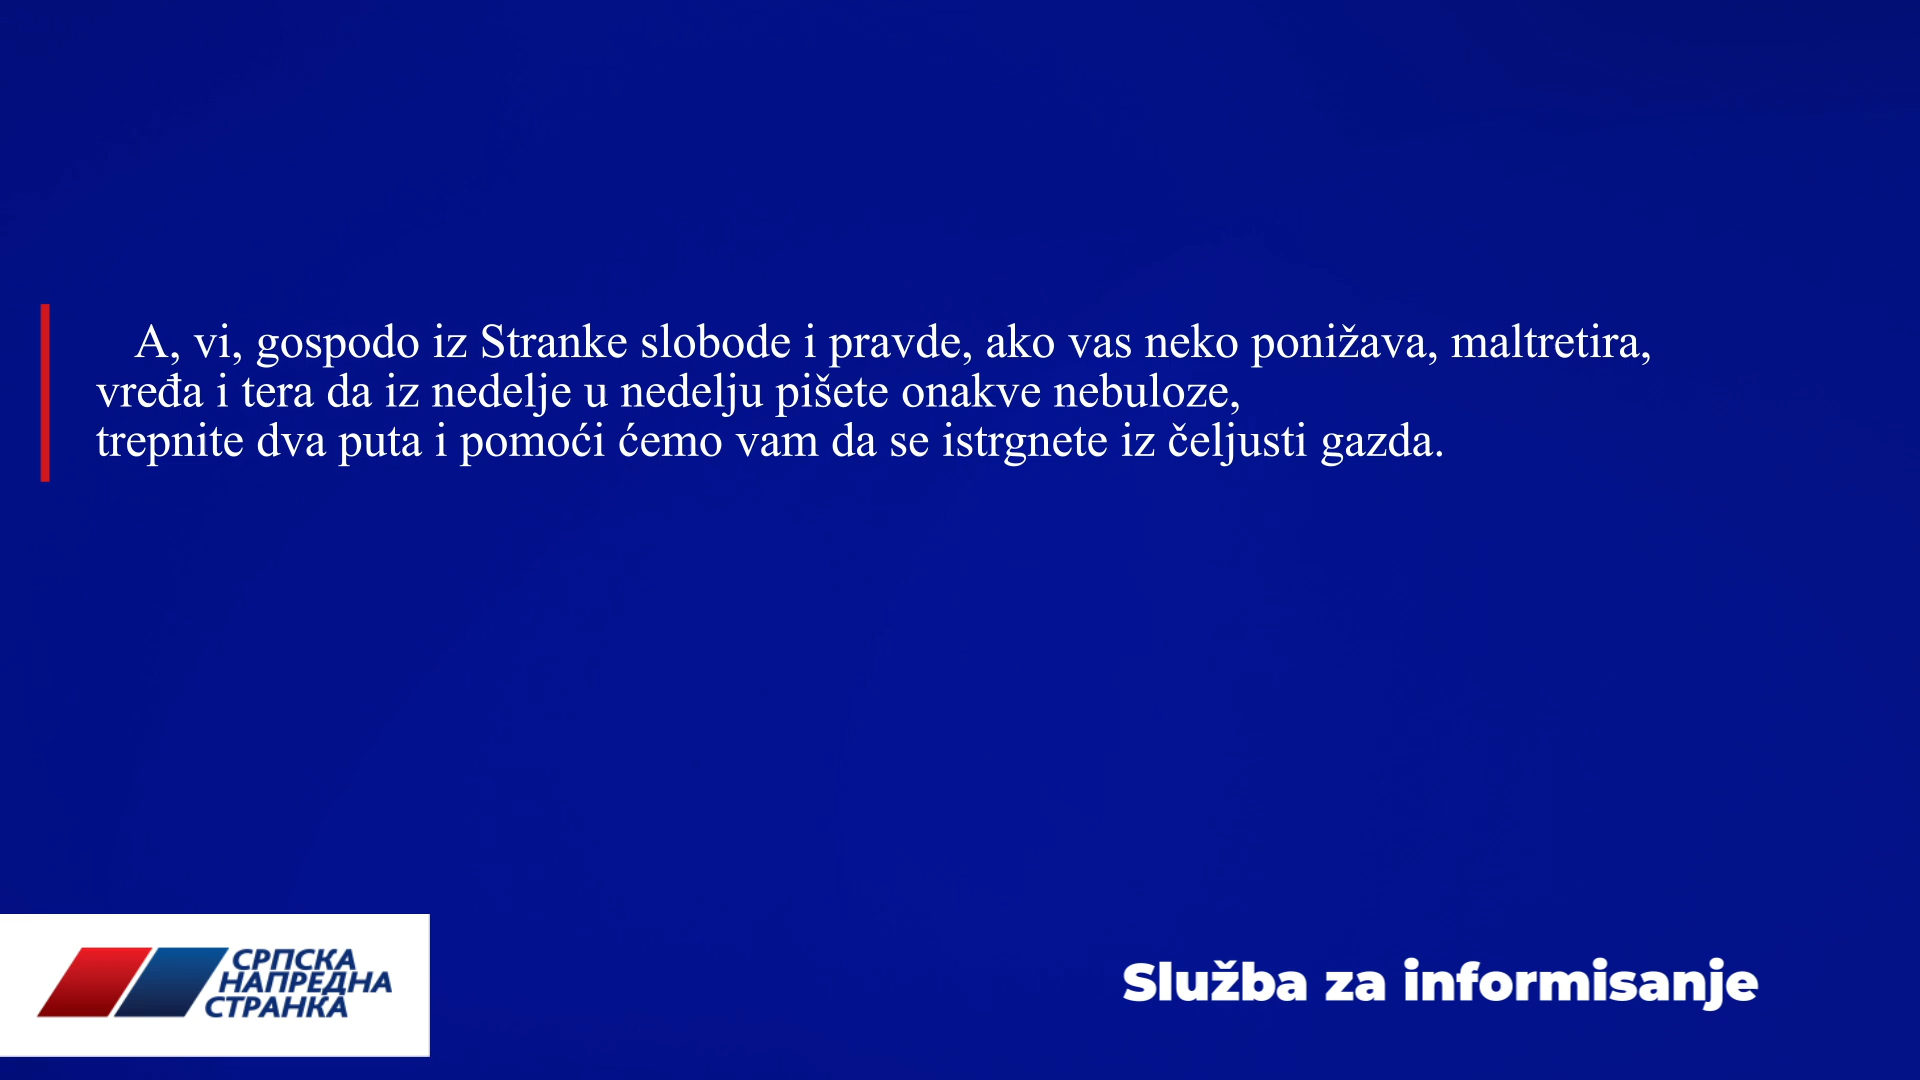 A, vi, gospodo iz Stranke slobode i pravde, ako vas neko ponižava, maltretira,
vređa i tera da iz nedelje u nedelju pišete onakve nebuloze,
trepnite dva puta i pomoći ćemo vam da se istrgnete iz čeljusti gazda.
СРПСКА
НАПРЕДНА
СТРАНКА
Služba za informisanje